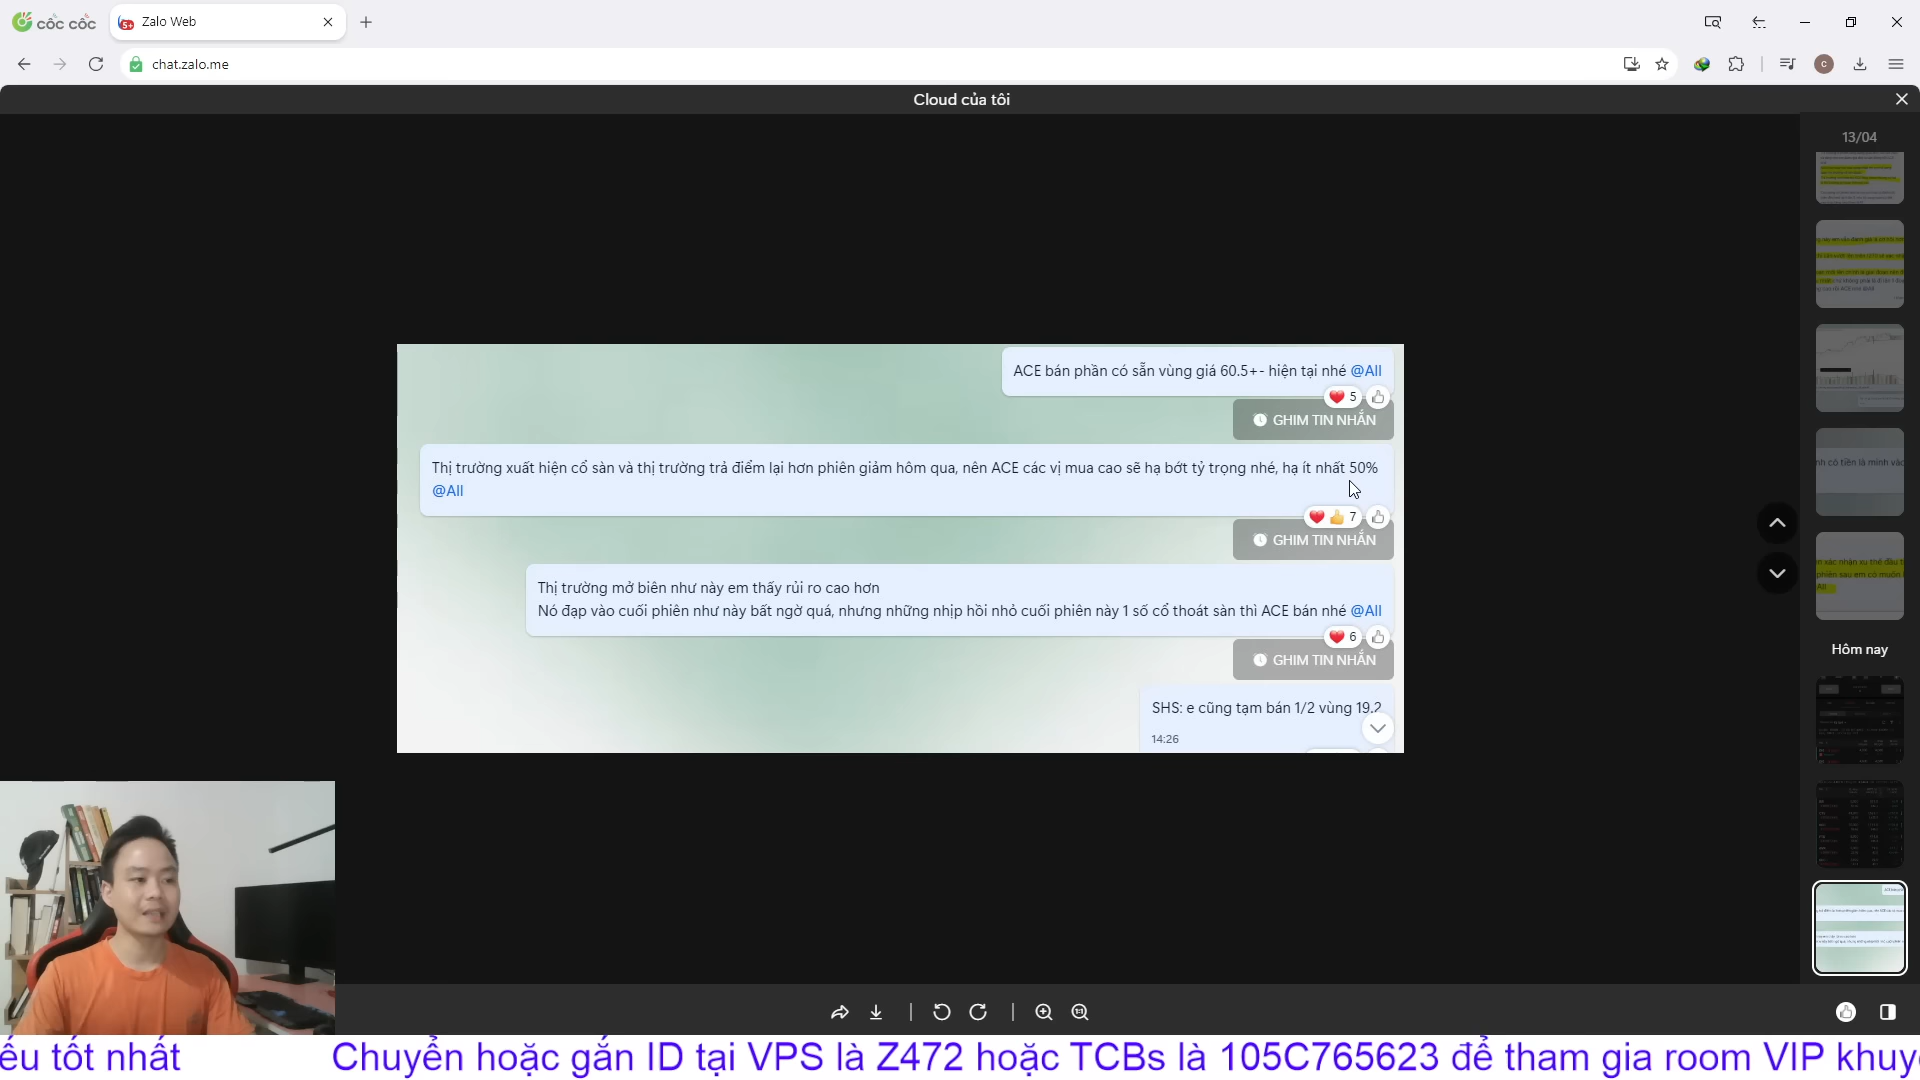 cốc cốc
5+
Zalo Web
chat.zalo.me
C
Cloud của tôi
13/04
ACE bán phần có sẵn vùng giá 60.5+- hiện tại nhé @All
5
GHIM TIN NHẮN
Thị trường xuất hiện cổ sàn và thị trường trả điểm lại hơn phiên giảm hôm qua, nên ACE các vị mua cao sẽ hạ bớt tỷ trọng nhé, hạ ít nhất 50%
@All
7
GHIM TIN NHẮN
Thị trường mở biên như này em thấy rủi ro cao hơn
Nó đạp vào cuối phiên như này bất ngờ quá, nhưng những nhịp hồi nhỏ cuối phiên này 1 số cổ thoát sàn thì ACE bán nhé @All
6
GHIM TIN NHẮN
SHS: e cũng tạm bán 1/2 vùng 19.2
14:26
Hôm nay
ếu tốt nhất Chuyển hoặc gắn ID tại VPS là Z472 hoặc TCBs là 105C765623 để tham gia room VIP khuy